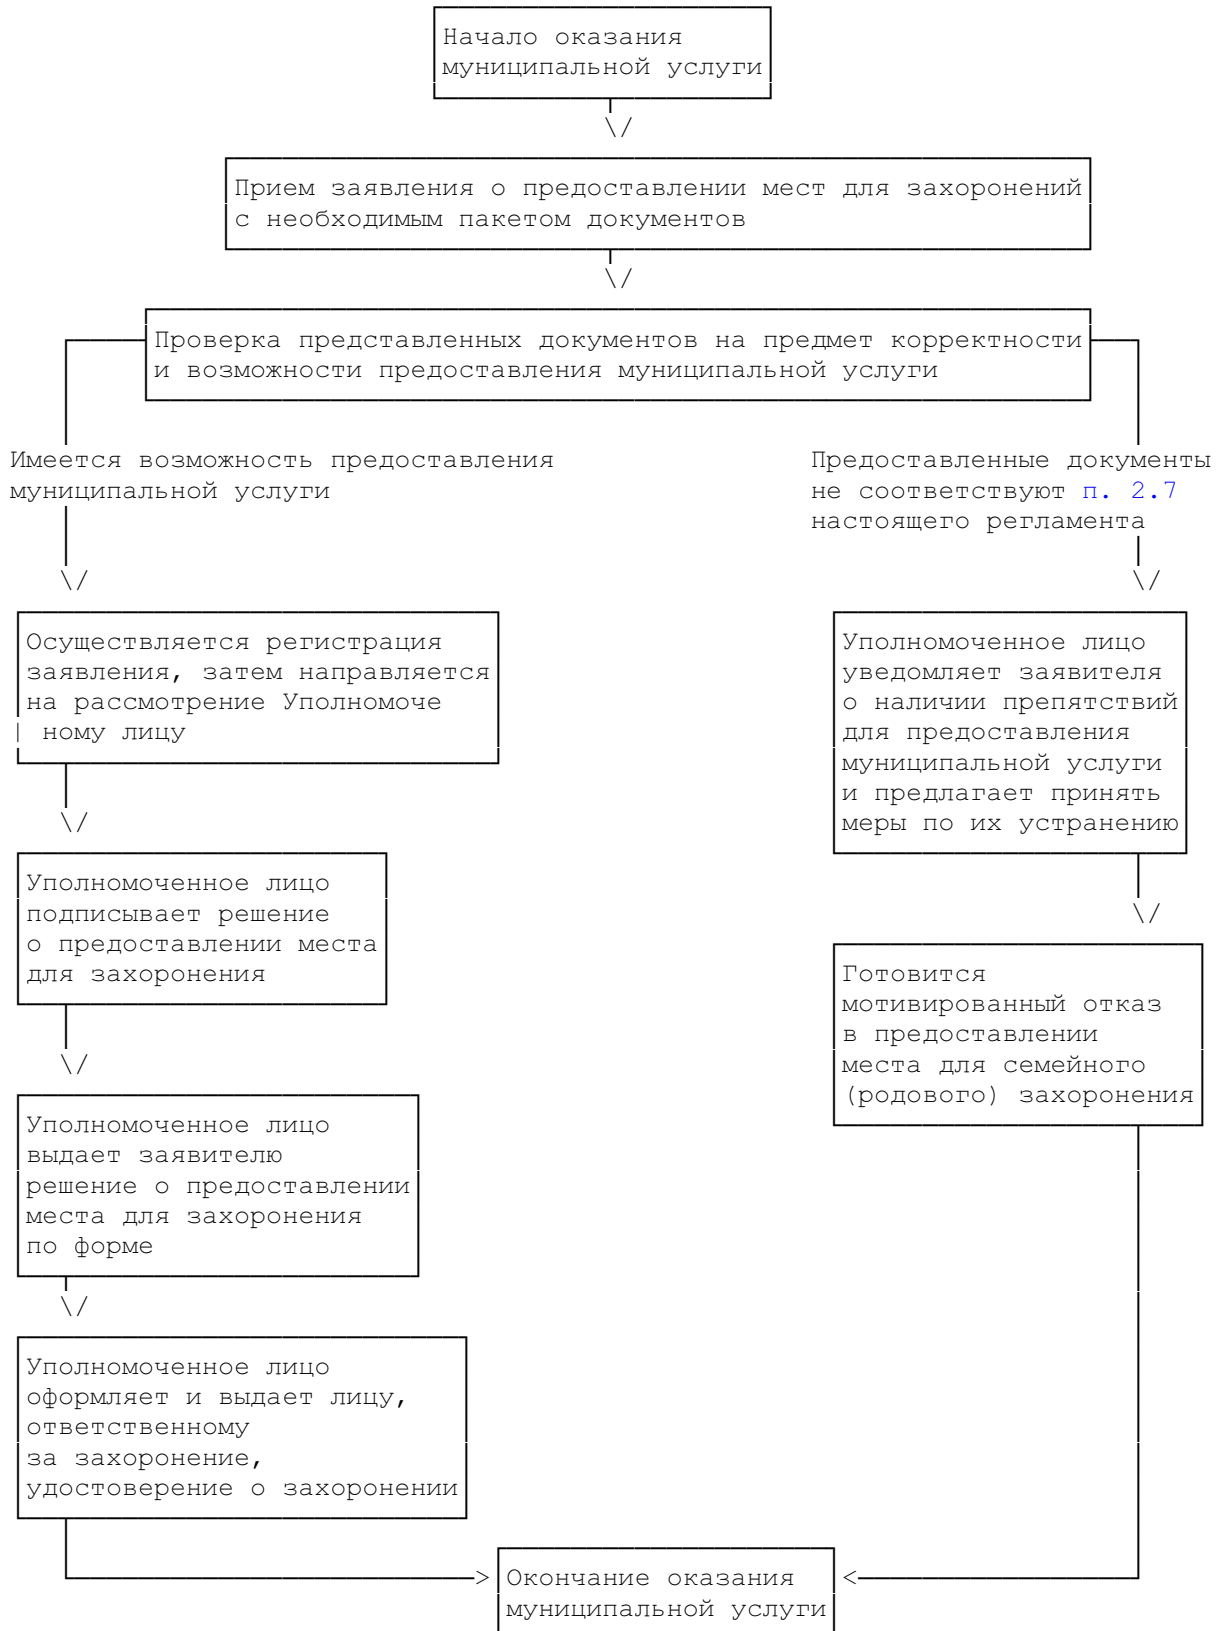 Начало оказания
муниципальной услуги
\/
Прием заявления о предоставлении мест для захоронений
с необходимым пакетом документов
\/
Проверка представленных документов на предмет корректности
и возможности предоставления муниципальной услуги
Имеется возможность предоставления
муниципальной услуги
\/
Осуществляется регистрация
заявления, затем направляется
на рассмотрение Уполномоче
| ному лицу
\/
Уполномоченное лицо
подписывает решение
о предоставлении места
для захоронения
\/
Уполномоченное лицо
выдает заявителю
решение о предоставлении
места для захоронения
по форме
\/
Уполномоченное лицо
оформляет и выдает лицу,
ответственному
за захоронение,
удостоверение о захоронении
Предоставленные документы
не соответствуют п. 2.7
настоящего регламента
\/
Уполномоченное лицо
уведомляет заявителя
о наличии препятствий
для предоставления
муниципальной услуги
и предлагает принять
меры по их устранению
\/
Готовится
мотивированный отказ
в предоставлении
места для семейного
(родового) захоронения
> Окончание оказания <
муниципальной услуги